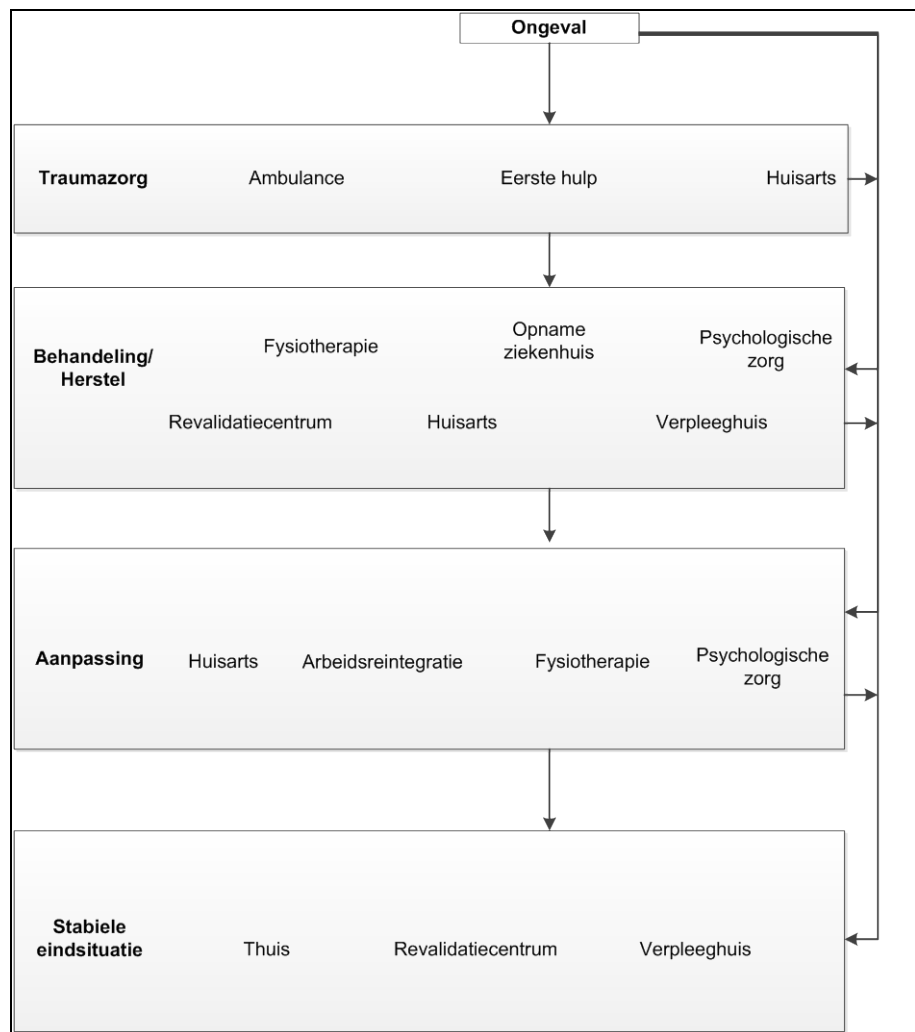 Ongeval
Traumazorg
Ambulance
Eerste hulp
Huisarts
Behandeling/
Herstel
Fysiotherapie
Opname
ziekenhuis
Psychologische
zorg
Revalidatiecentrum
Huisarts
Verpleeghuis
Aanpassing
Huisarts
Arbeidsreintegratie
Fysiotherapie
Psychologische
zorg
Stabiele
eindsituatie
Thuis
Revalidatiecentrum
Verpleeghuis